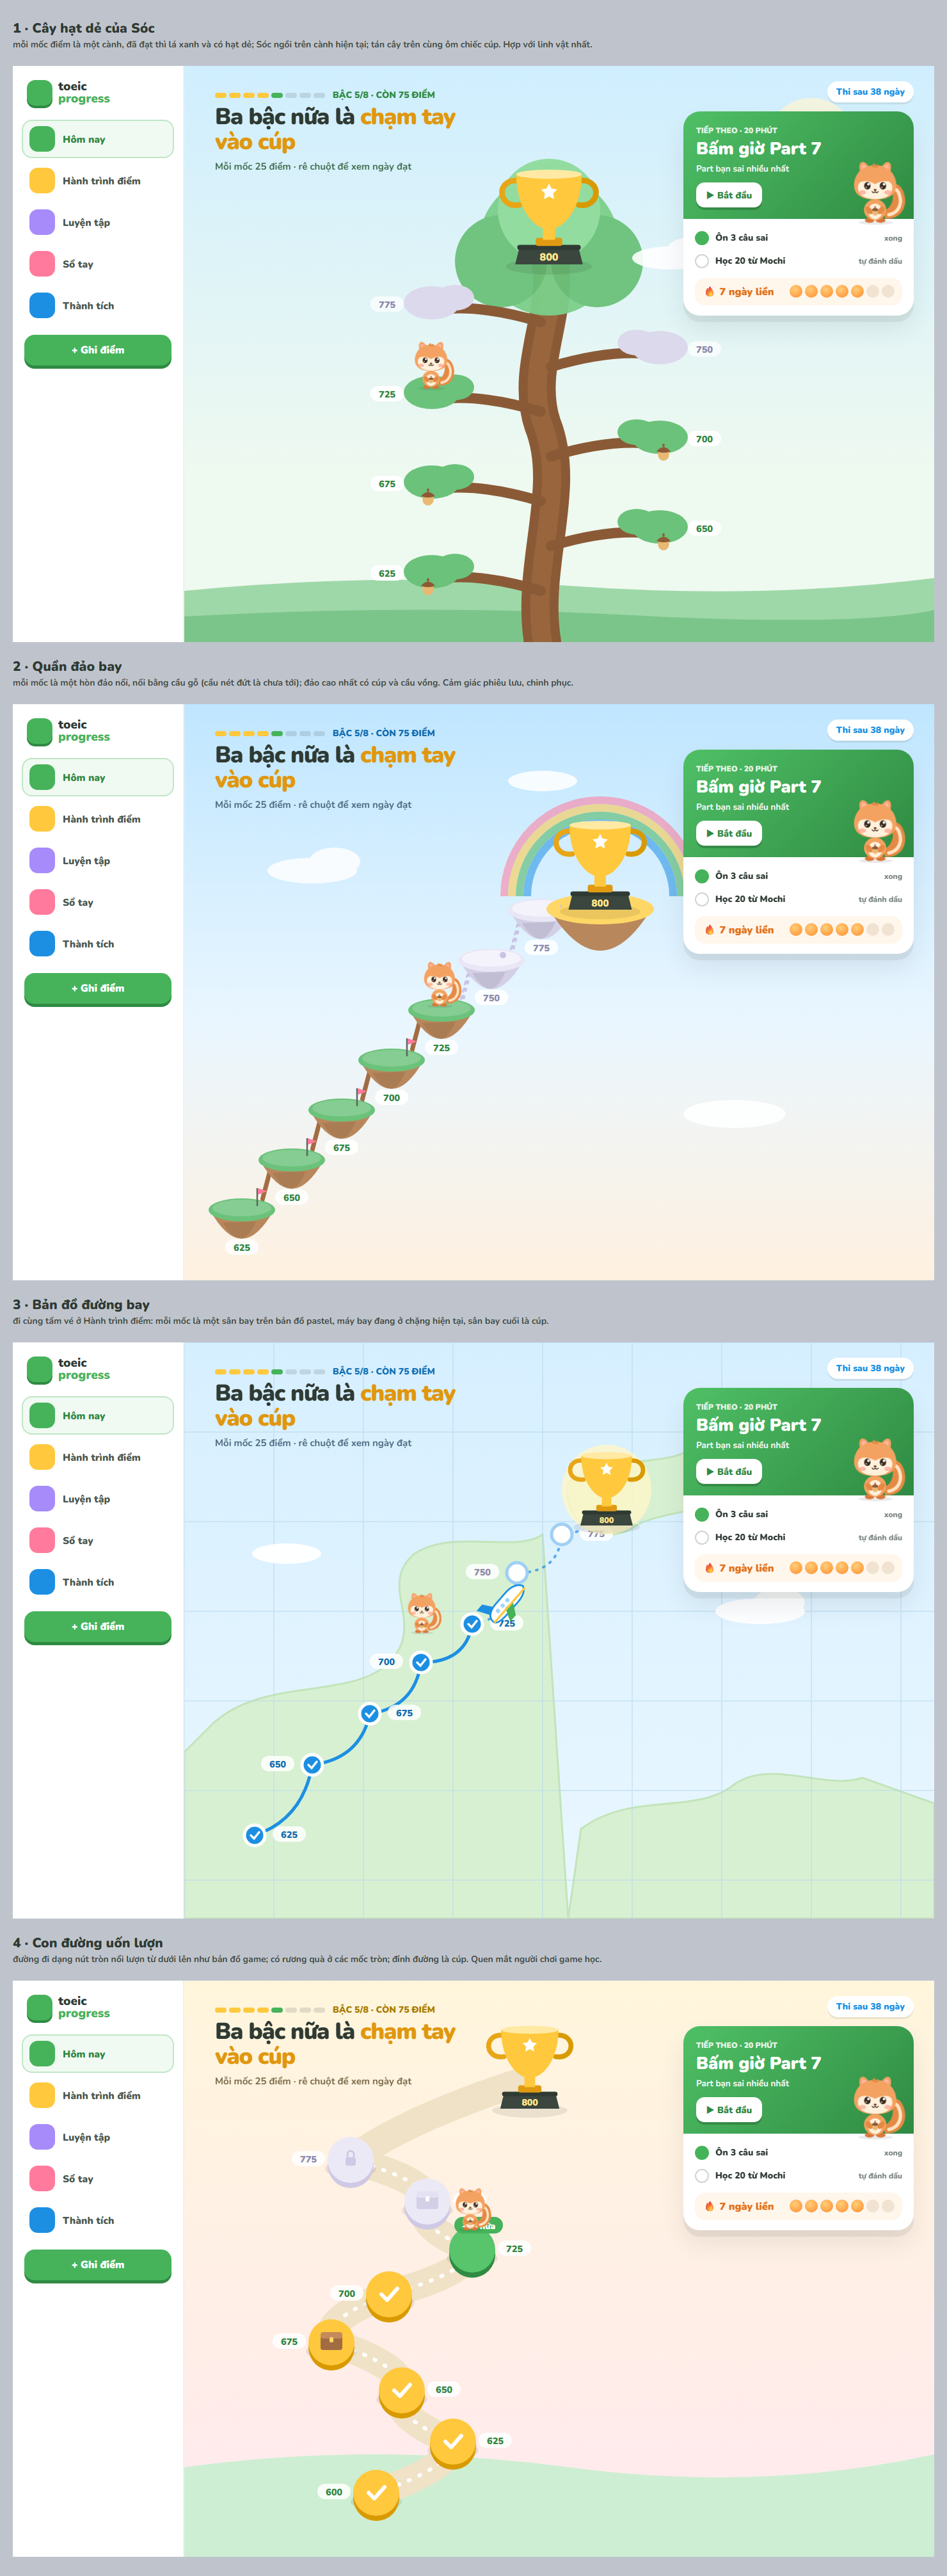 1 · Cây hạt dẻ của Sóc
mỗi mốc điểm là một cành, đã đạt thì lá xanh và có hạt dẻ; Sóc ngồi trên cành hiện tại; tán cây trên cùng ôm chiếc cúp. Hợp với linh vật nhất.
toeic
progress
Hôm nay
Hành trình điểm
Luyện tập
Sổ tay
Thành tích
+ Ghi điểm
BẬC 5/8 · CÒN 75 ĐIỂM
Ba bậc nữa là chạm tay
vào cúp
Mỗi mốc 25 điểm · rê chuột để xem ngày đạt
800
775
750
725
700
675
650
625
Thi sau 38 ngày
TIẾP THEO · 20 PHÚT
Bấm giờ Part 7
Part bạn sai nhiều nhất
▶ Bắt đầu
Ôn 3 câu sai xong
Học 20 từ Mochi tự đánh dấu
7 ngày liền
2 · Quần đảo bay
mỗi mốc là một hòn đảo nổi, nối bằng cầu gỗ (cầu nét đứt là chưa tới); đảo cao nhất có cúp và cầu vồng. Cảm giác phiêu lưu, chinh phục.
toeic
progress
Hôm nay
Hành trình điểm
Luyện tập
Sổ tay
Thành tích
+ Ghi điểm
BẬC 5/8 · CÒN 75 ĐIỂM
Ba bậc nữa là chạm tay
vào cúp
Mỗi mốc 25 điểm · rê chuột để xem ngày đạt
800
775
750
725
700
675
650
625
Thi sau 38 ngày
TIẾP THEO · 20 PHÚT
Bấm giờ Part 7
Part bạn sai nhiều nhất
▶ Bắt đầu
Ôn 3 câu sai xong
Học 20 từ Mochi tự đánh dấu
7 ngày liền
3 · Bản đồ đường bay
đi cùng tấm vé ở Hành trình điểm: mỗi mốc là một sân bay trên bản đồ pastel, máy bay đang ở chặng hiện tại, sân bay cuối là cúp.
toeic
progress
Hôm nay
Hành trình điểm
Luyện tập
Sổ tay
Thành tích
+ Ghi điểm
BẬC 5/8 · CÒN 75 ĐIỂM
Ba bậc nữa là chạm tay
vào cúp
Mỗi mốc 25 điểm · rê chuột để xem ngày đạt
800
775
750
725
700
675
650
625
Thi sau 38 ngày
TIẾP THEO · 20 PHÚT
Bấm giờ Part 7
Part bạn sai nhiều nhất
▶ Bắt đầu
Ôn 3 câu sai xong
Học 20 từ Mochi tự đánh dấu
7 ngày liền
4 · Con đường uốn lượn
đường đi dạng nút tròn nổi lượn từ dưới lên như bản đồ game; có rương quà ở các mốc tròn; đỉnh đường là cúp. Quen mắt người chơi game học.
toeic
progress
Hôm nay
Hành trình điểm
Luyện tập
Sổ tay
Thành tích
+ Ghi điểm
BẬC 5/8 · CÒN 75 ĐIỂM
Ba bậc nữa là chạm tay
vào cúp
Mỗi mốc 25 điểm · rê chuột để xem ngày đạt
800
775
725
700
675
650
625
600
Thi sau 38 ngày
TIẾP THEO · 20 PHÚT
Bấm giờ Part 7
Part bạn sai nhiều nhất
▶ Bắt đầu
Ôn 3 câu sai xong
Học 20 từ Mochi tự đánh dấu
7 ngày liền